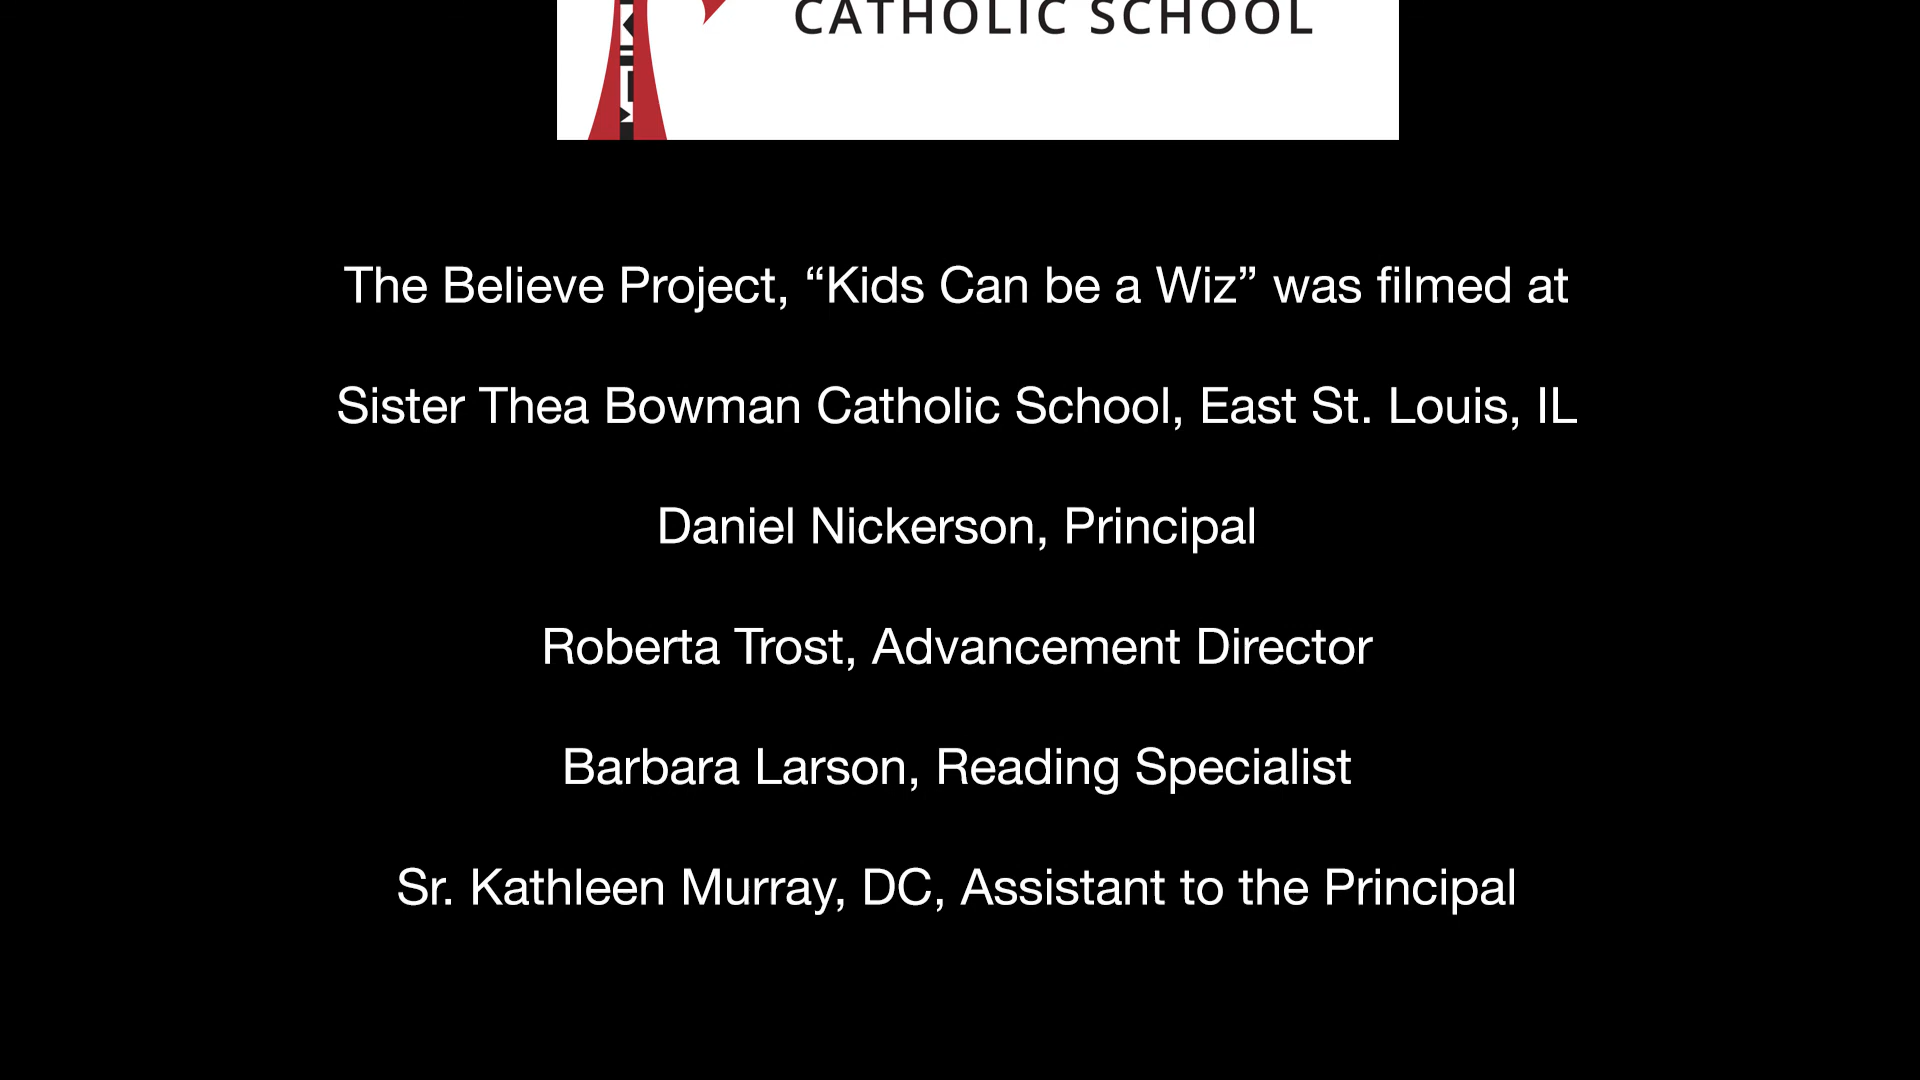 CATHOLIC SCHOOL
The Believe Project, “Kids Can be a Wiz” was filmed at
Sister Thea Bowman Catholic School, East St. Louis, IL
Daniel Nickerson, Principal
Roberta Trost, Advancement Director
Barbara Larson, Reading Specialist
Sr. Kathleen Murray, DC, Assistant to the Principal